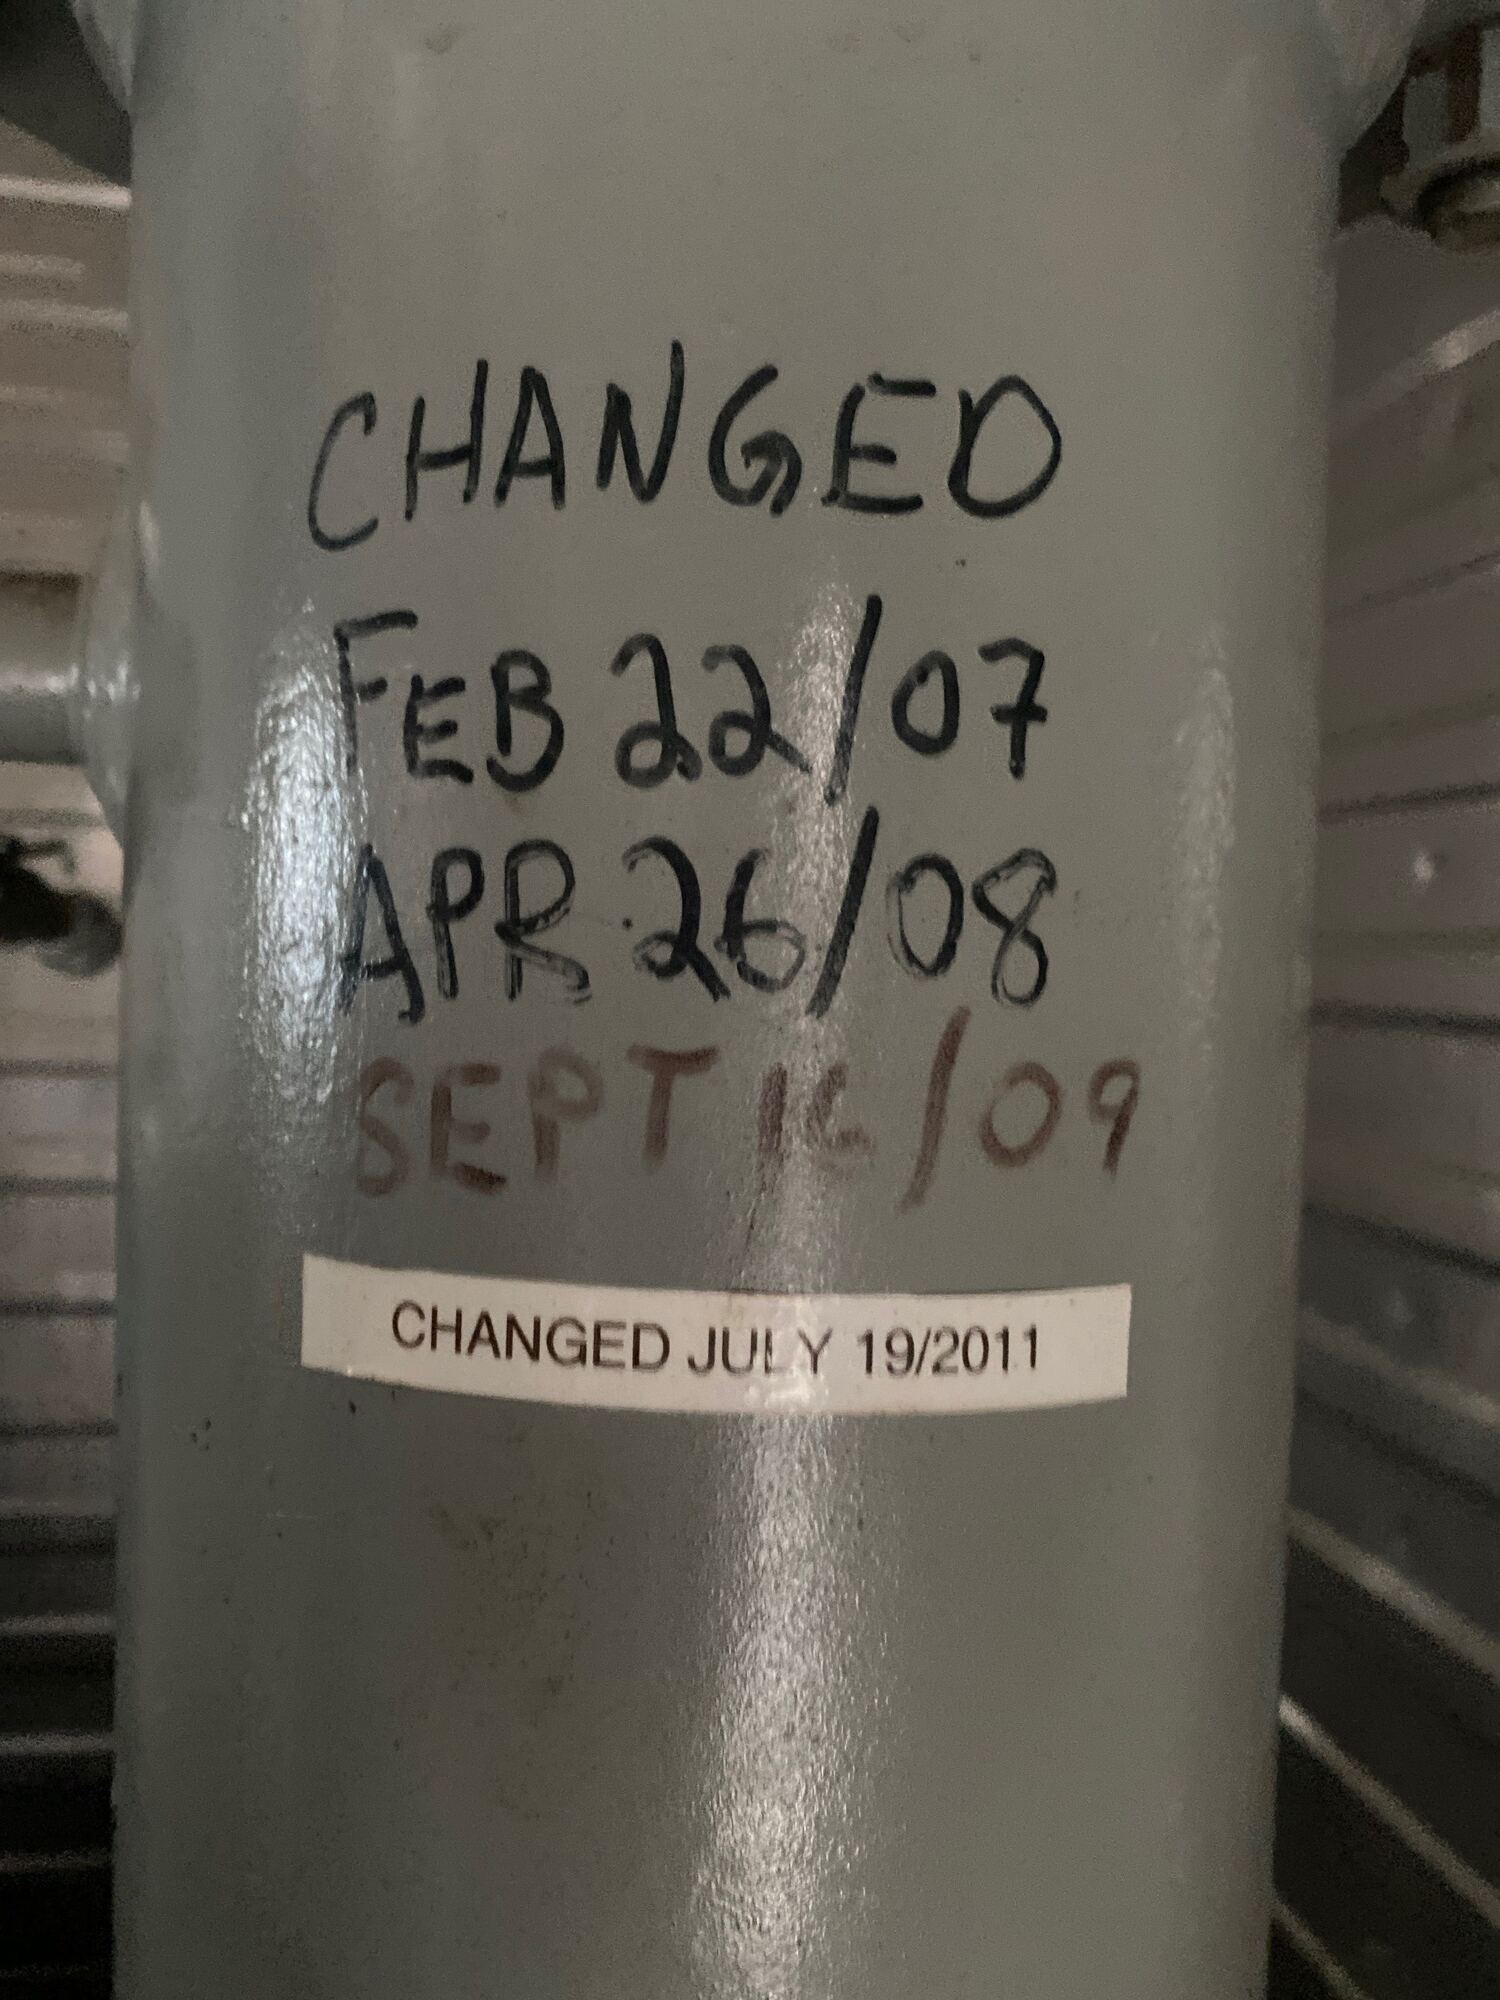 CHANGED
FEB 22/07
APR 26/08
SEPT 16/09
CHANGED JULY 19/2011